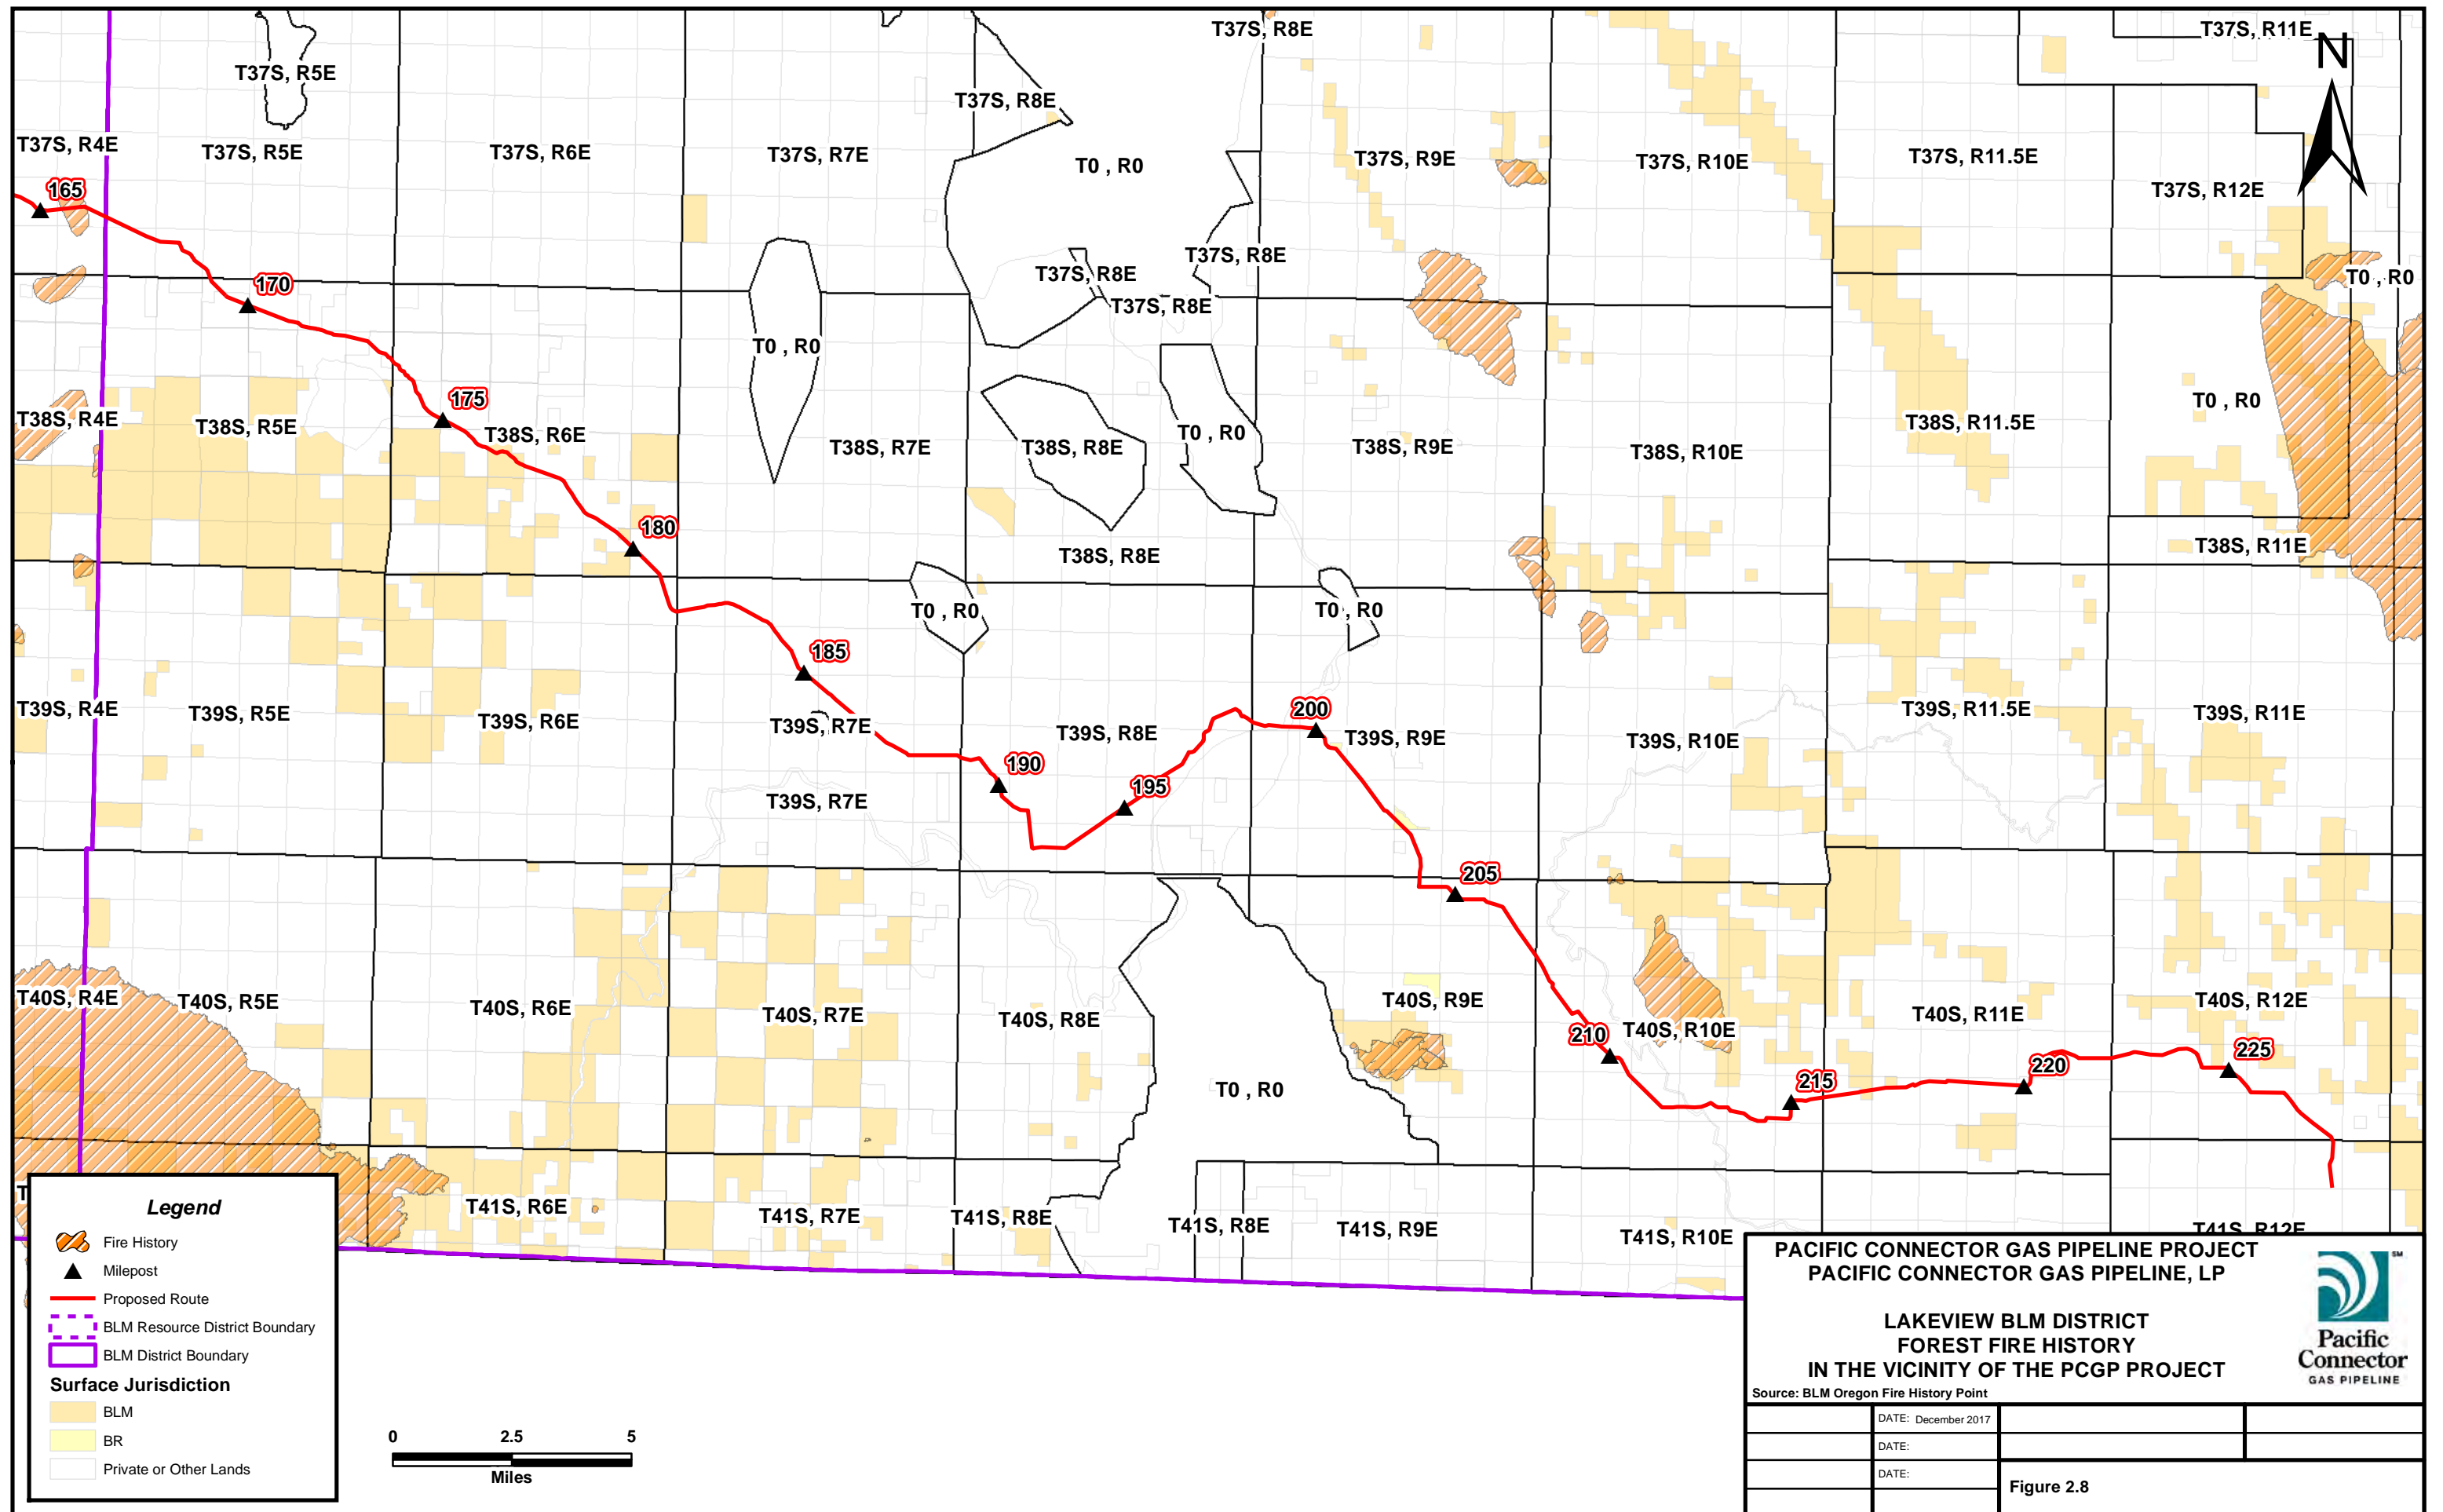 T37S, R8E
T37S, R11E
N
T37S, R5E
T37S, R8E
T37S, R4E
T37S, R5E
T37S, R6E
T37S, R7E
T0 , R0
T37S, R9E
T37S, R10E
T37S, R11.5E
T37S, R12E
165
T37S, R8E
T37S, R8E
T37S, R8E
T0 , R0
170
T0 , R0
175
T0 , R0
T38S, R4E
T38S, R5E
T38S, R6E
T38S, R7E
T38S, R8E
T0 , R0
T38S, R9E
T38S, R10E
T38S, R11.5E
180
T38S, R8E
T38S, R11E
T0 , R0
T0 , R0
185
T39S, R4E
T39S, R5E
T39S, R6E
T39S, R7E
T39S, R8E
200
T39S, R9E
T39S, R10E
T39S, R11.5E
T39S, R11E
190
195
T39S, R7E
205
T40S, R4E
T40S, R5E
T40S, R6E
T40S, R7E
T40S, R8E
T40S, R9E
210
T40S, R10E
T40S, R11E
T40S, R12E
T0 , R0
215
220
225
T41S, R6E
T41S, R7E
T41S, R8E
T41S, R8E
T41S, R9E
T41S, R10E
T41S, R12E
Legend
Fire History
Milepost
Proposed Route
BLM Resource District Boundary
BLM District Boundary
Surface Jurisdiction
BLM
BR
Private or Other Lands
0 2.5 5
Miles
PACIFIC CONNECTOR GAS PIPELINE PROJECT
PACIFIC CONNECTOR GAS PIPELINE, LP
LAKEVIEW BLM DISTRICT
FOREST FIRE HISTORY
IN THE VICINITY OF THE PCGP PROJECT
Source: BLM Oregon Fire History Point
SM
Pacific
Connector
GAS PIPELINE
DATE: December 2017
DATE:
DATE:
Figure 2.8